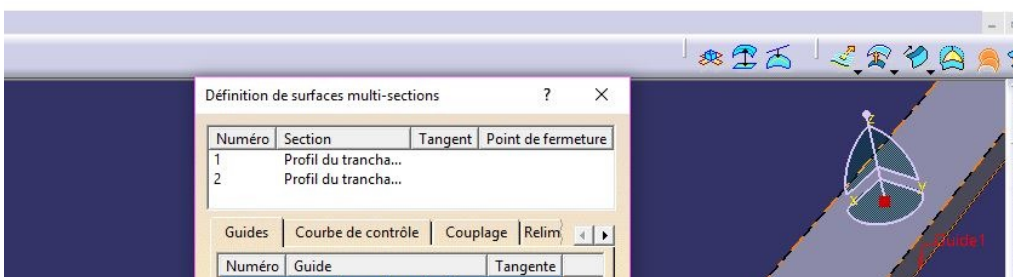 Définition de surfaces multi-sections ? X
Numéro Section Tangent Point de fermeture
1 Profil du trancha...
2 Profil du trancha...
Guides Courbe de contrôle Couplage Relim
Numéro Guide Tangente
z
x y
Guide1